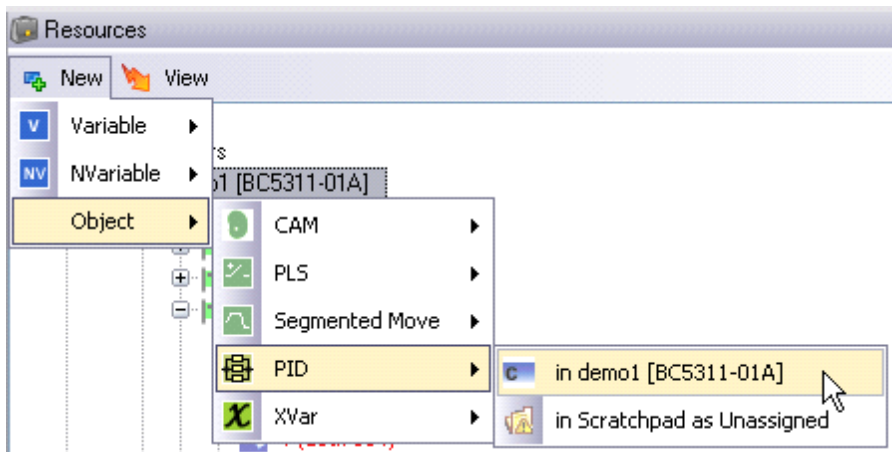 Resources
New View
V Variable
NV NVariable
Object
rs
o1 [BC5311-01A]
CAM
PLS
Segmented Move
PID
C in demo1 [BC5311-01A]
XVar
in Scratchpad as Unassigned